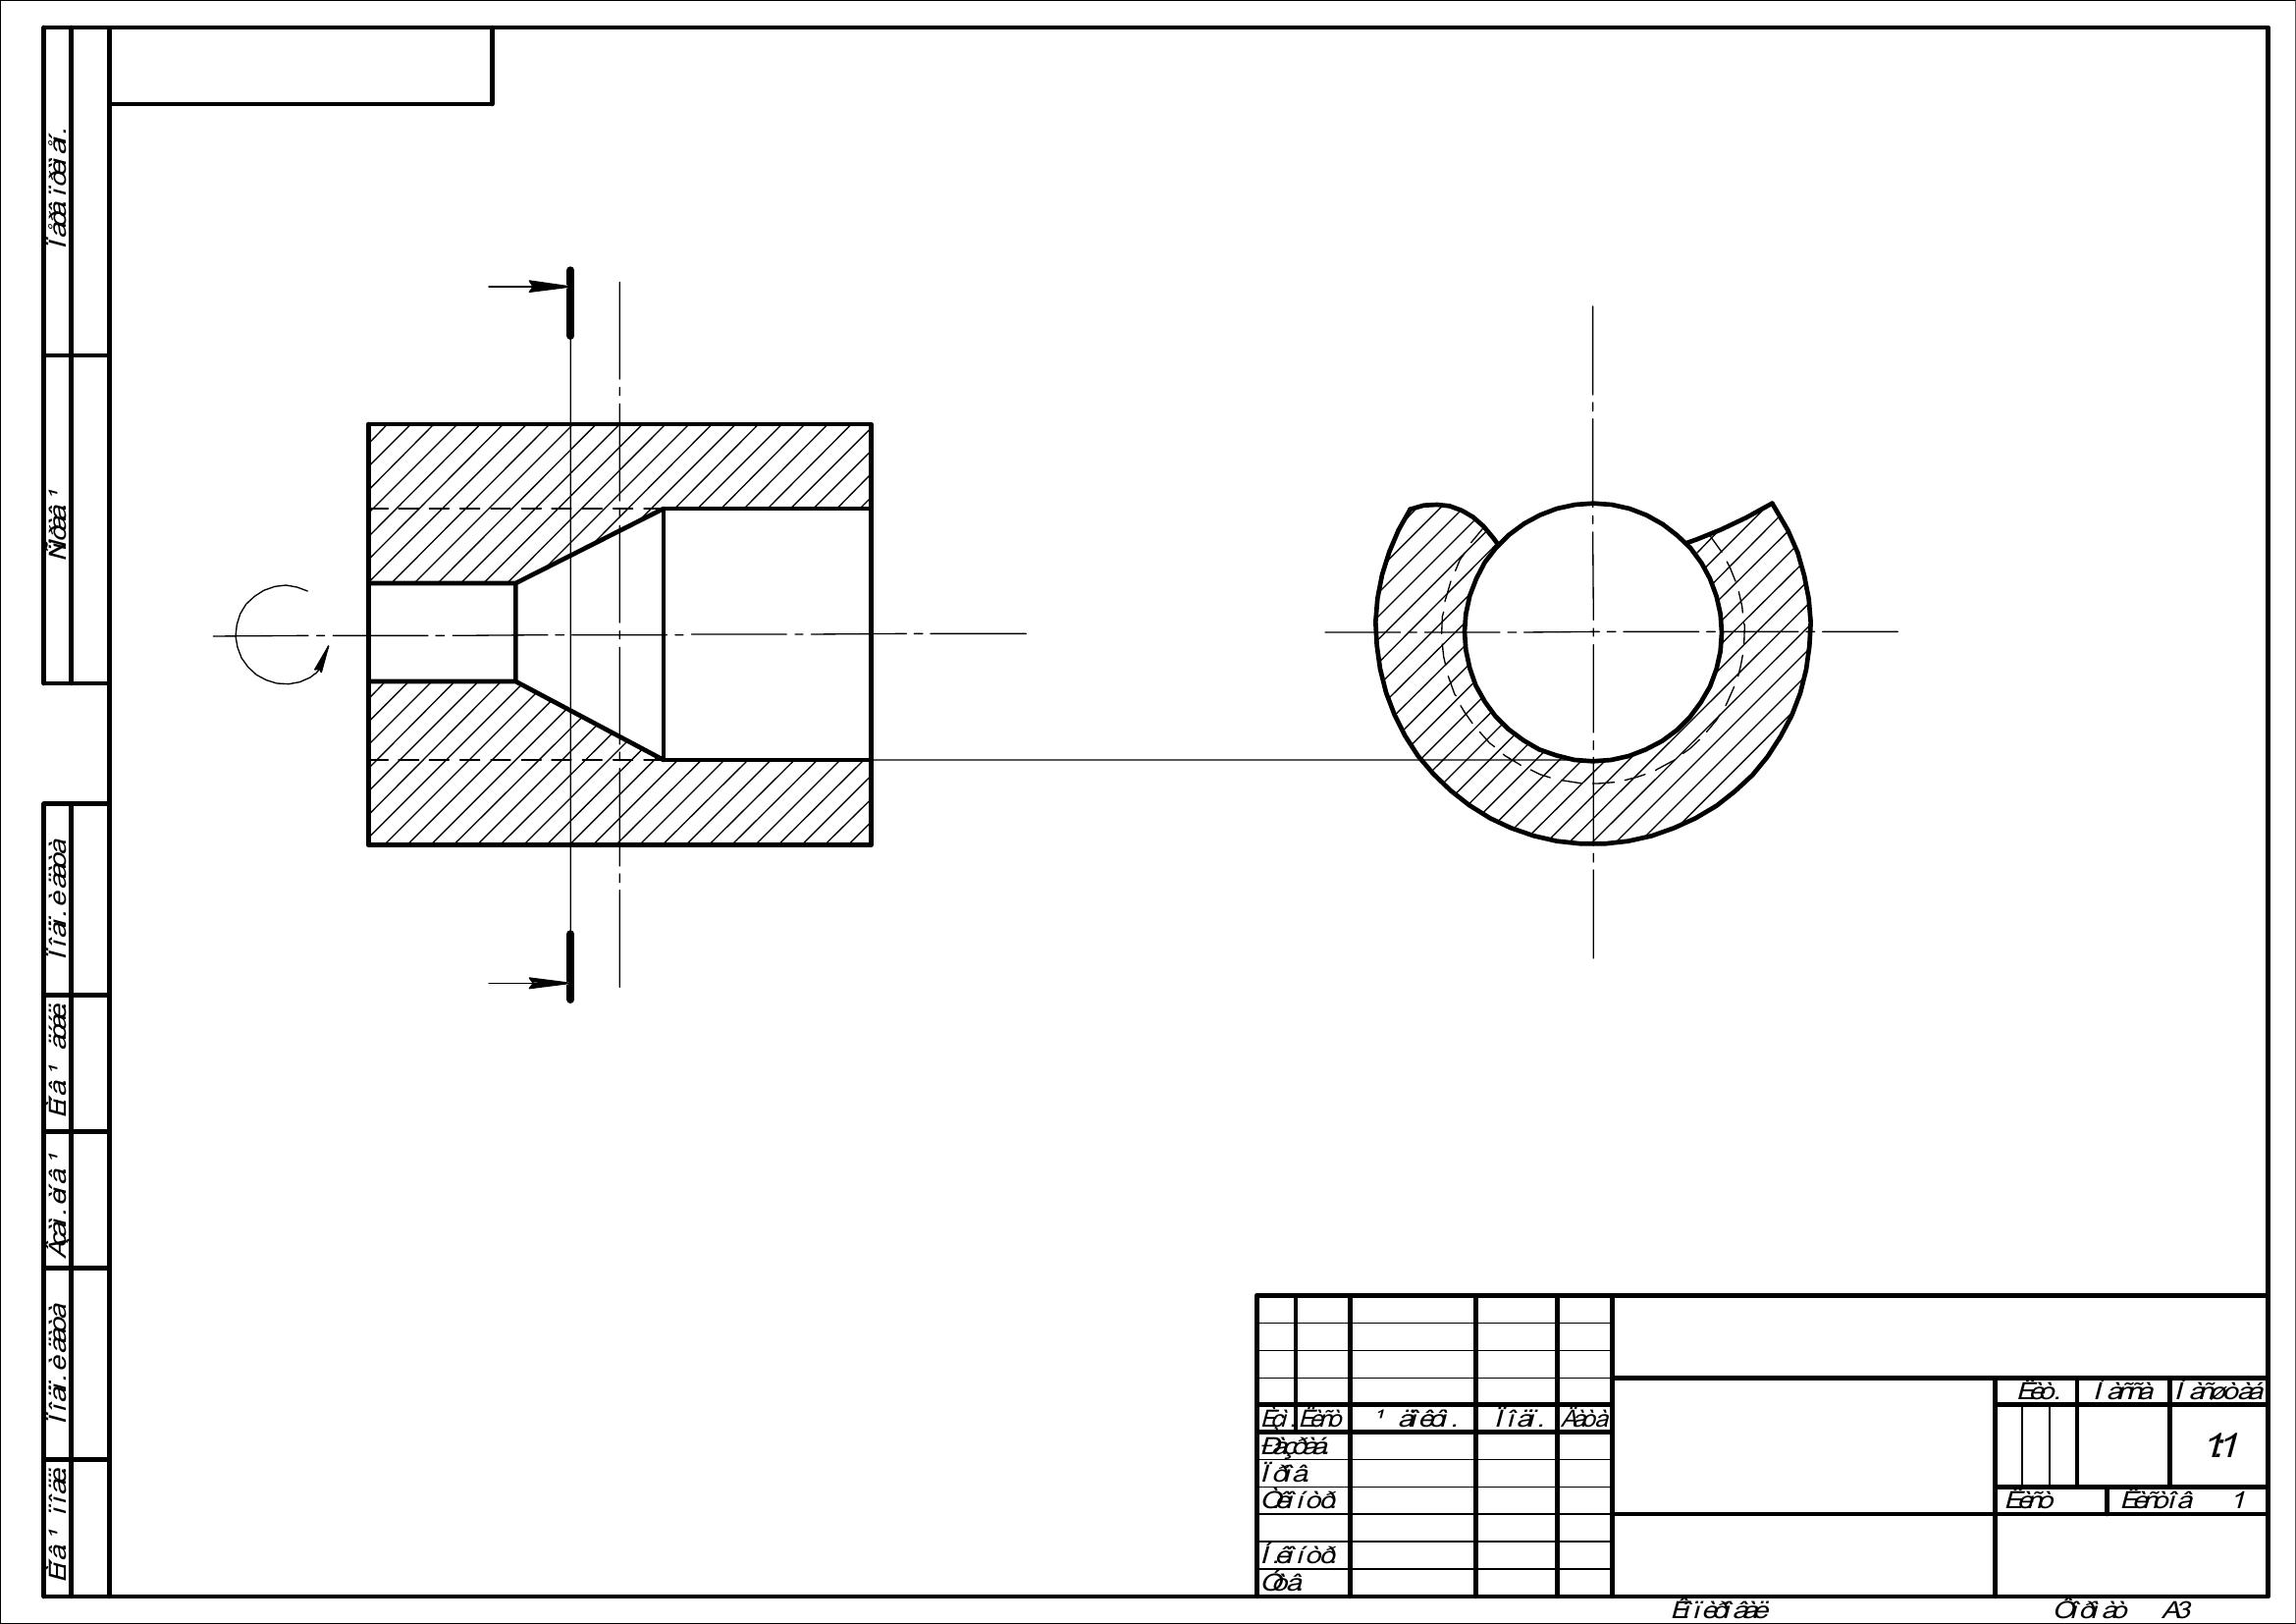 Ïåðâ. ïðèìåí.
Ñïðàâ. ¹
Ïîäï. è äàòà
Èíâ. ¹ äóáë.
Âçàì. èíâ. ¹
Ïîäï. è äàòà
Èíâ. ¹ ïîäë.
Ëèò. Ìàññà Ìàñøòàá
Èçì. Ëèñò ¹ äîêóì. Ïîäï. Äàòà
Ðàçðàá.
1:1
Ïðîâ.
Ò.êîíòð.
Ëèñò Ëèñòîâ 1
Í.êîíòð.
Óòâ.
Êîïèðîâàë Ôîðìàò A3